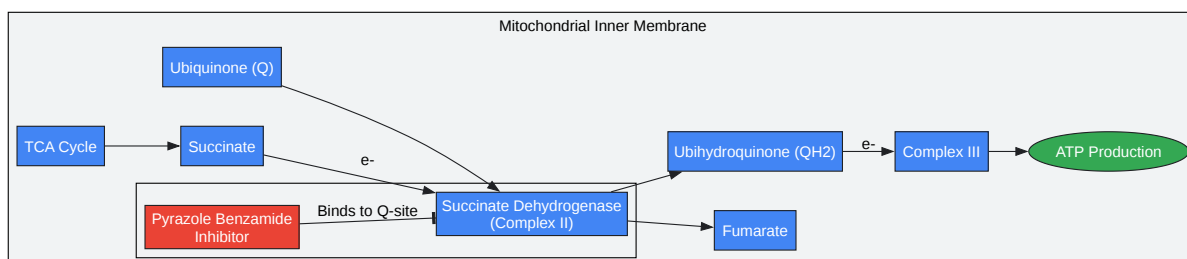 Mitochondrial Inner Membrane
Ubiquinone (Q)
TCA Cycle
Succinate
e-
Ubihydroquinone (QH2)
e-
Complex III
ATP Production
Pyrazole Benzamide
Inhibitor
Binds to Q-site
Succinate Dehydrogenase
(Complex II)
Fumarate